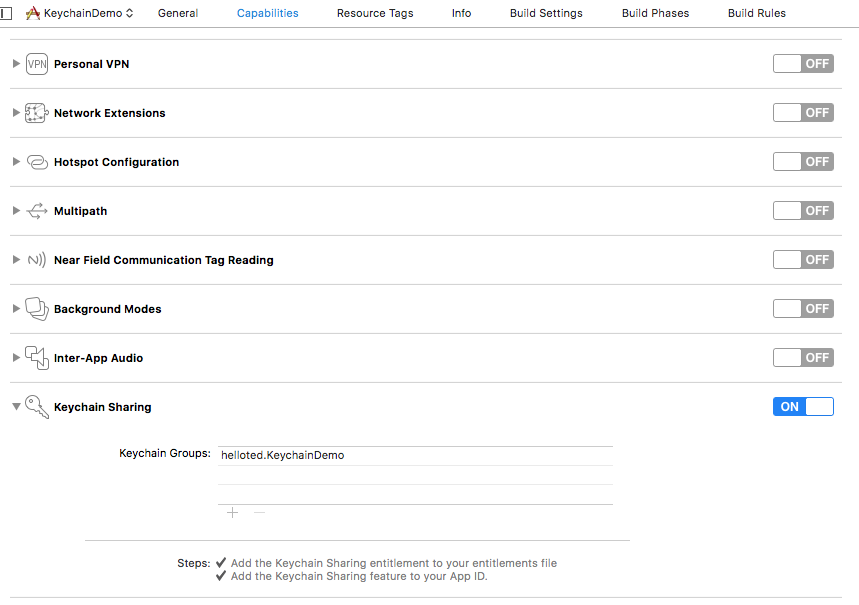 KeychainDemo General Capabilities Resource Tags Info Build Settings Build Phases Build Rules
VPN Personal VPN OFF
Network Extensions OFF
Hotspot Configuration OFF
Multipath OFF
N)) Near Field Communication Tag Reading OFF
Background Modes OFF
Inter-App Audio OFF
Keychain Sharing ON
Keychain Groups: helloted.KeychainDemo
Steps: ✔ Add the Keychain Sharing entitlement to your entitlements file
✔ Add the Keychain Sharing feature to your App ID.